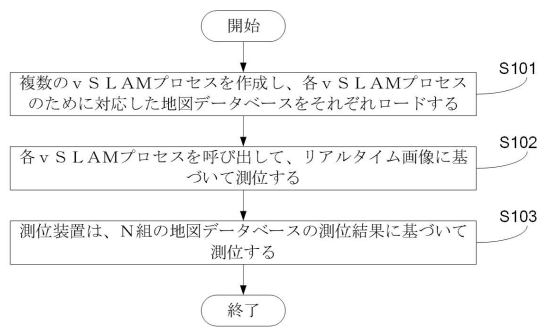 開始
複数のｖＳＬＡＭプロセスを作成し、各ｖＳＬＡＭプロセス
のために対応した地図データベースをそれぞれロードする
S101
各ｖＳＬＡＭプロセスを呼び出して、リアルタイム画像に基
づいて測位する
S102
測位装置は、Ｎ組の地図データベースの測位結果に基づいて
測位する
S103
終了